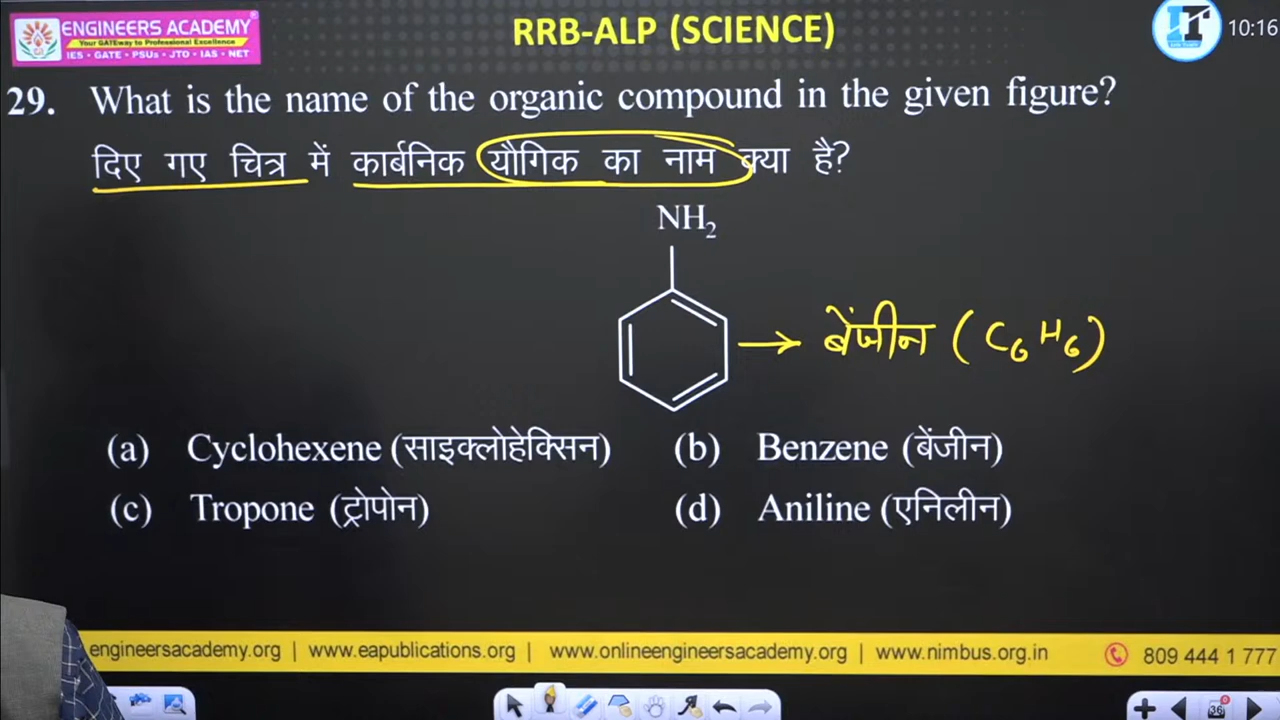 ENGINEERS ACADEMY
Your GATEway to Professional Excellence
IES • GATE • PSUs • JTO • IAS • NET
RRB-ALP (SCIENCE)
10:16
29. What is the name of the organic compound in the given figure?
दिए गए चित्र में कार्बनिक यौगिक का नाम क्या है?
NH₂
→ बेंजीन (C₆H₆)
(a) Cyclohexene (साइक्लोहेक्सिन) (b) Benzene (बेंजीन)
(c) Tropone (ट्रोपोन) (d) Aniline (एनिलीन)
engineersacademy.org | www.eapublications.org | www.onlineengineersacademy.org | www.nimbus.org.in 809 444 1 777
36